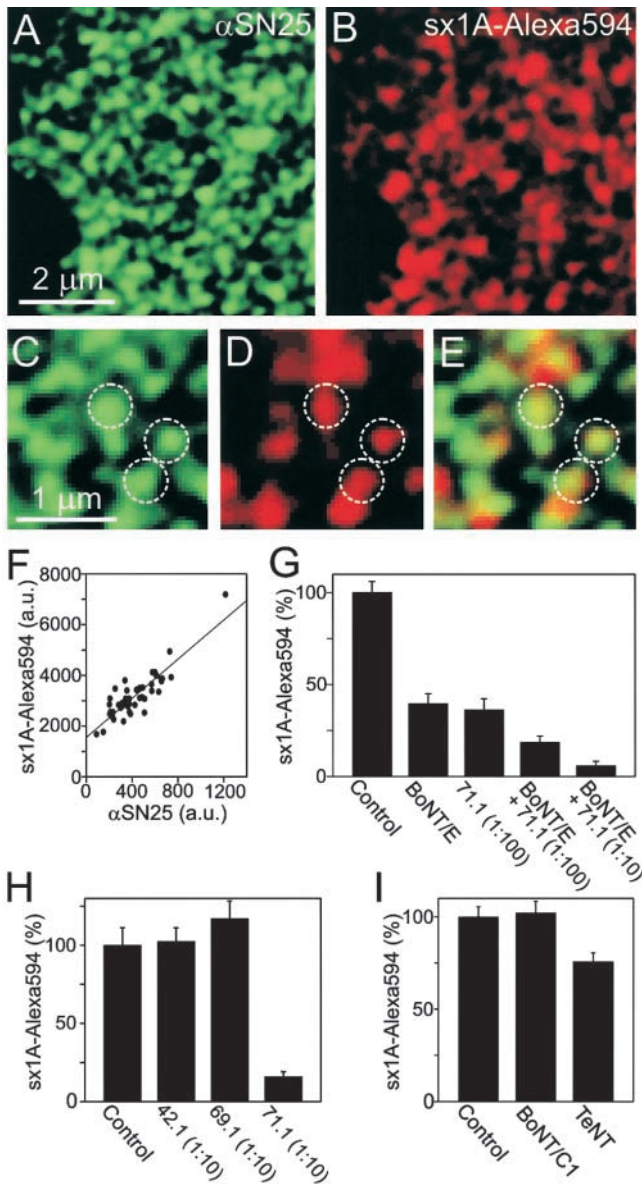 A αSN25
B sx1A-Alexa594
2 μm
C D E
1 μm
F
sx1A-Alexa594 (a.u.)
8000
6000
4000
2000
0
0 400 800 1200
αSN25 (a.u.)
G
sx1A-Alexa594 (%)
100
50
0
Control
BoNT/E
71.1 (1:100)
BoNT/E
+ 71.1 (1:100)
BoNT/E
+ 71.1 (1:10)
H
sx1A-Alexa594 (%)
100
50
0
Control
42.1 (1:10)
69.1 (1:10)
71.1 (1:10)
I
sx1A-Alexa594 (%)
100
50
0
Control
BoNT/C1
TeNT